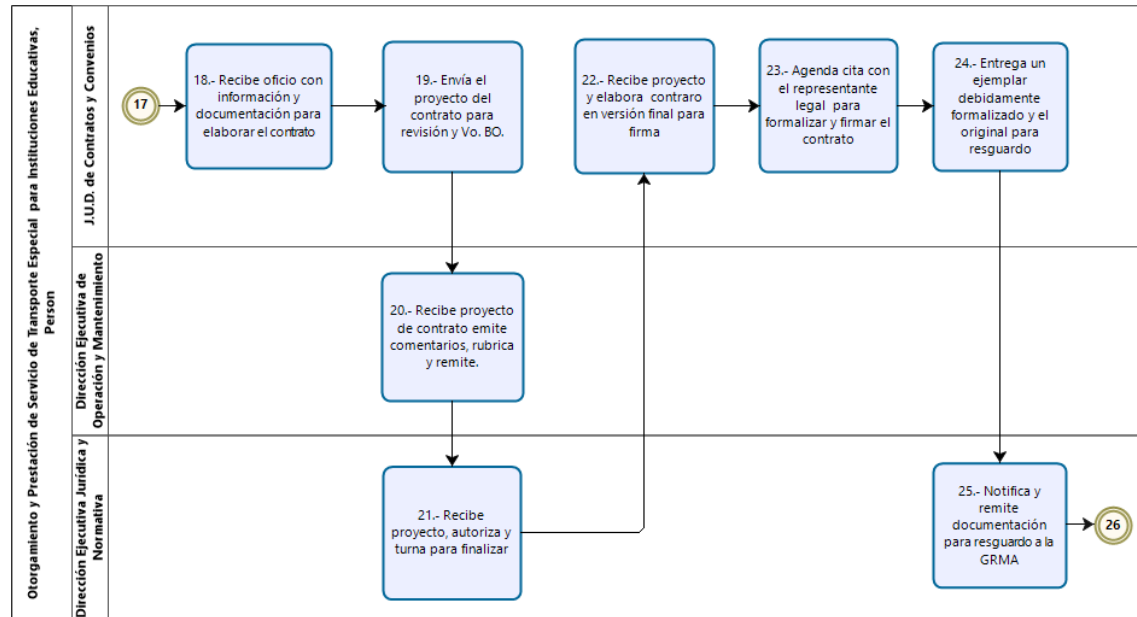 Otorgamiento y Prestación de Servicio de Transporte Especial para Instituciones Educativas,
Person
J.U.D. de Contratos y Convenios
17
18.- Recibe oficio con
información y
documentación para
elaborar el contrato
19.- Envía el
proyecto del
contrato para
revisión y Vo. BO.
22.- Recibe proyecto
y elabora contraro
en versión final para
firma
23.- Agenda cita con
el representante
legal para
formalizar y firmar el
contrato
24.- Entrega un
ejemplar
debidamente
formalizado y el
original para
resguardo
Dirección Ejecutiva de
Operación y Mantenimiento
20.- Recibe proyecto
de contrato emite
comentarios, rubrica
y remite.
Dirección Ejecutiva Jurídica y
Normativa
21.- Recibe
proyecto, autoriza y
turna para finalizar
25.- Notifica y
remite
documentación
para resguardo a la
GRMA
26